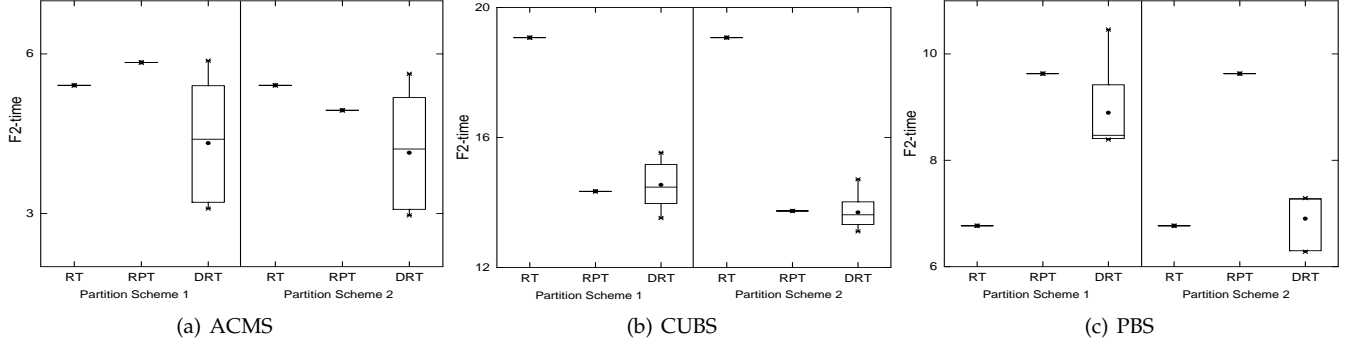 F2-time
6
3
RT RPT DRT RT RPT DRT
Partition Scheme 1 Partition Scheme 2
(a) ACMS
F2-time
20
16
12
RT RPT DRT RT RPT DRT
Partition Scheme 1 Partition Scheme 2
(b) CUBS
F2-time
10
8
6
RT RPT DRT RT RPT DRT
Partition Scheme 1 Partition Scheme 2
(c) PBS